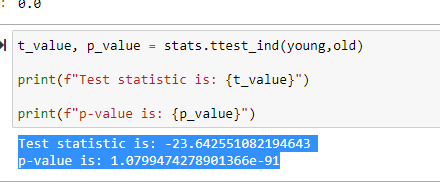 : 0.0
t_value, p_value = stats.ttest_ind(young,old)
print(f"Test statistic is: {t_value}")
print(f"p-value is: {p_value}")
Test statistic is: -23.642551082194643
p-value is: 1.0799474278901366e-91